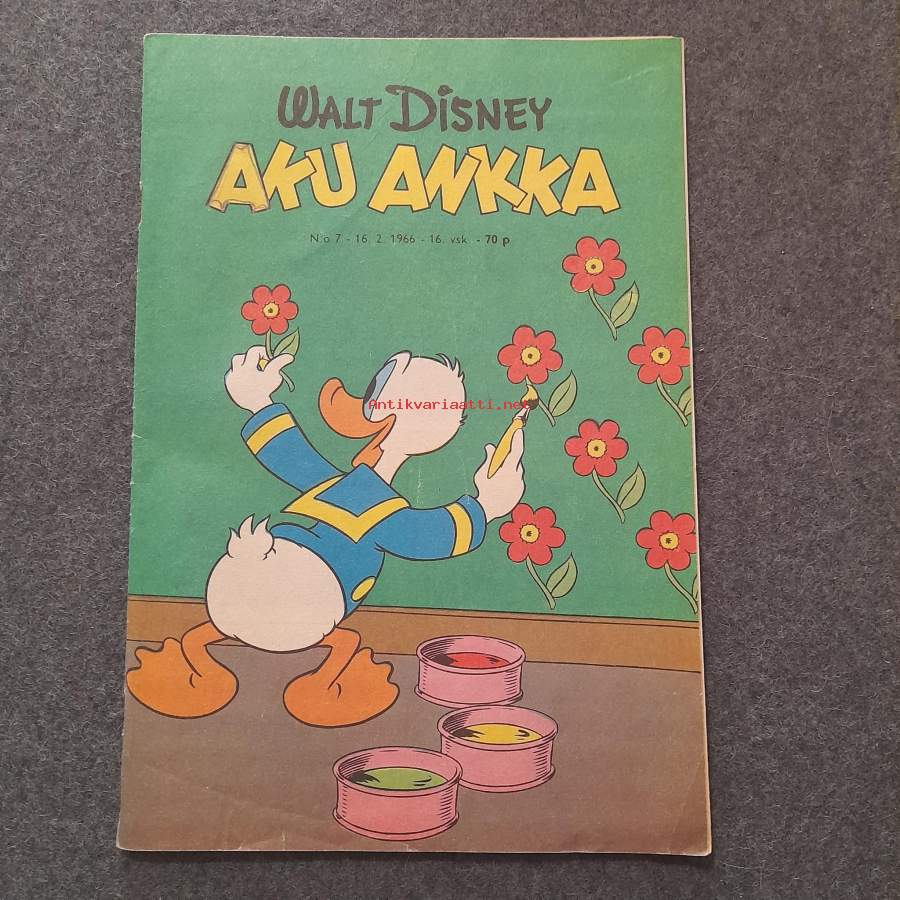 WALT DISNEY
AKU ANKKA
N:o 7 - 16. 2. 1966 - 16. vsk. - 70 p
Antikvariaatti.net